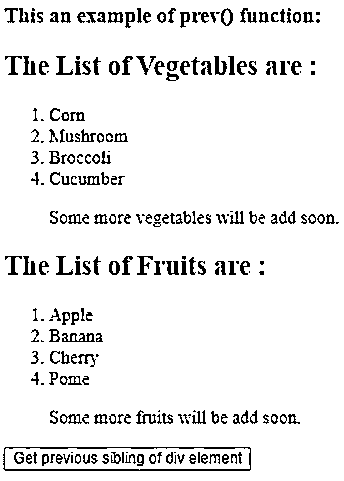 This an example of prev() function:
The List of Vegetables are :
1. Corn
2. Mushroom
3. Broccoli
4. Cucumber
Some more vegetables will be add soon.
The List of Fruits are :
1. Apple
2. Banana
3. Cherry
4. Pome
Some more fruits will be add soon.
Get previous sibling of div element